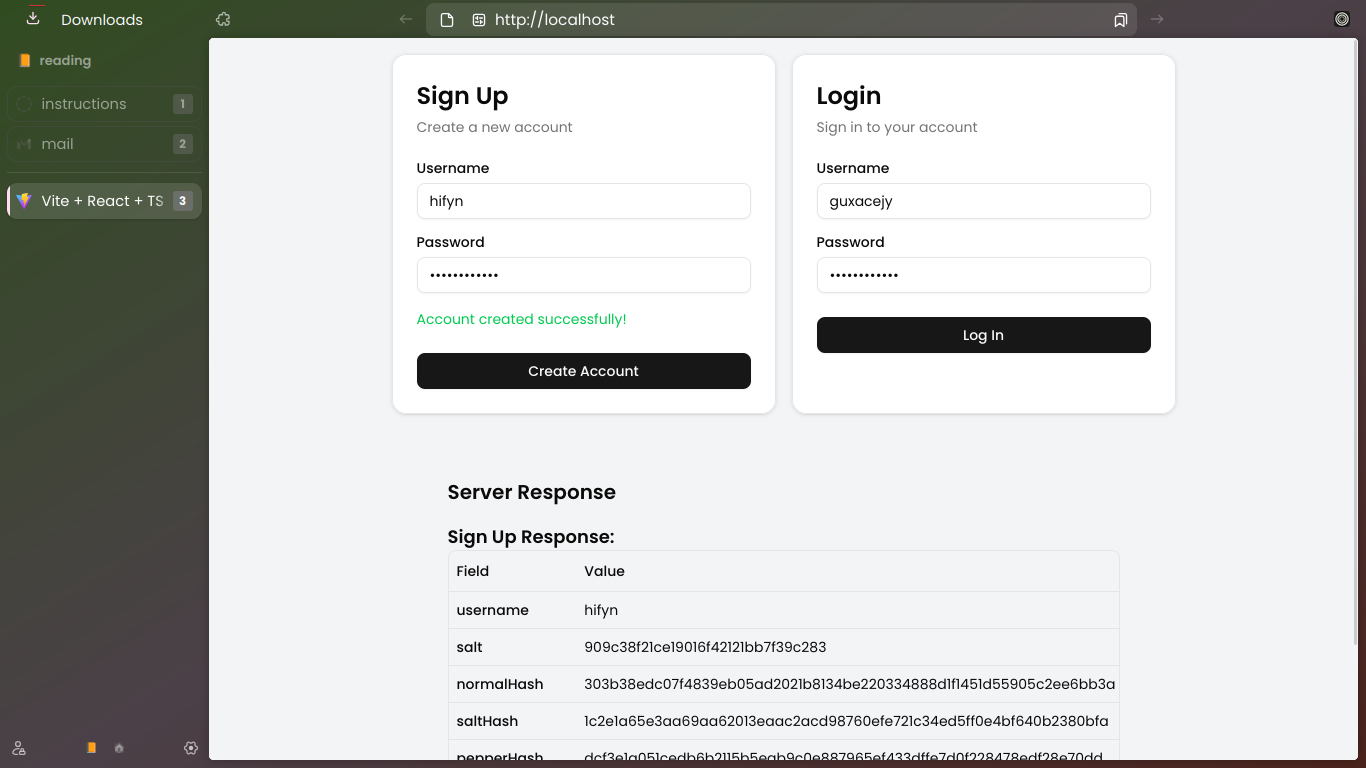 Downloads
http://localhost
reading
instructions 1
mail 2
Vite + React + TS 3
Sign Up
Create a new account
Username
hifyn
Password
••••••••••••
Account created successfully!
Create Account
Login
Sign in to your account
Username
guxacejy
Password
••••••••••••
Log In
Server Response
Sign Up Response:
Field Value
username hifyn
salt 909c38f21ce19016f42121bb7f39c283
normalHash 303b38edc07f4839eb05ad2021b8134be220334888d1f1451d55905c2ee6bb3a
saltHash 1c2e1a65e3aa69aa62013eaac2acd98760efe721c34ed5ff0e4bf640b2380bfa
pepperHash